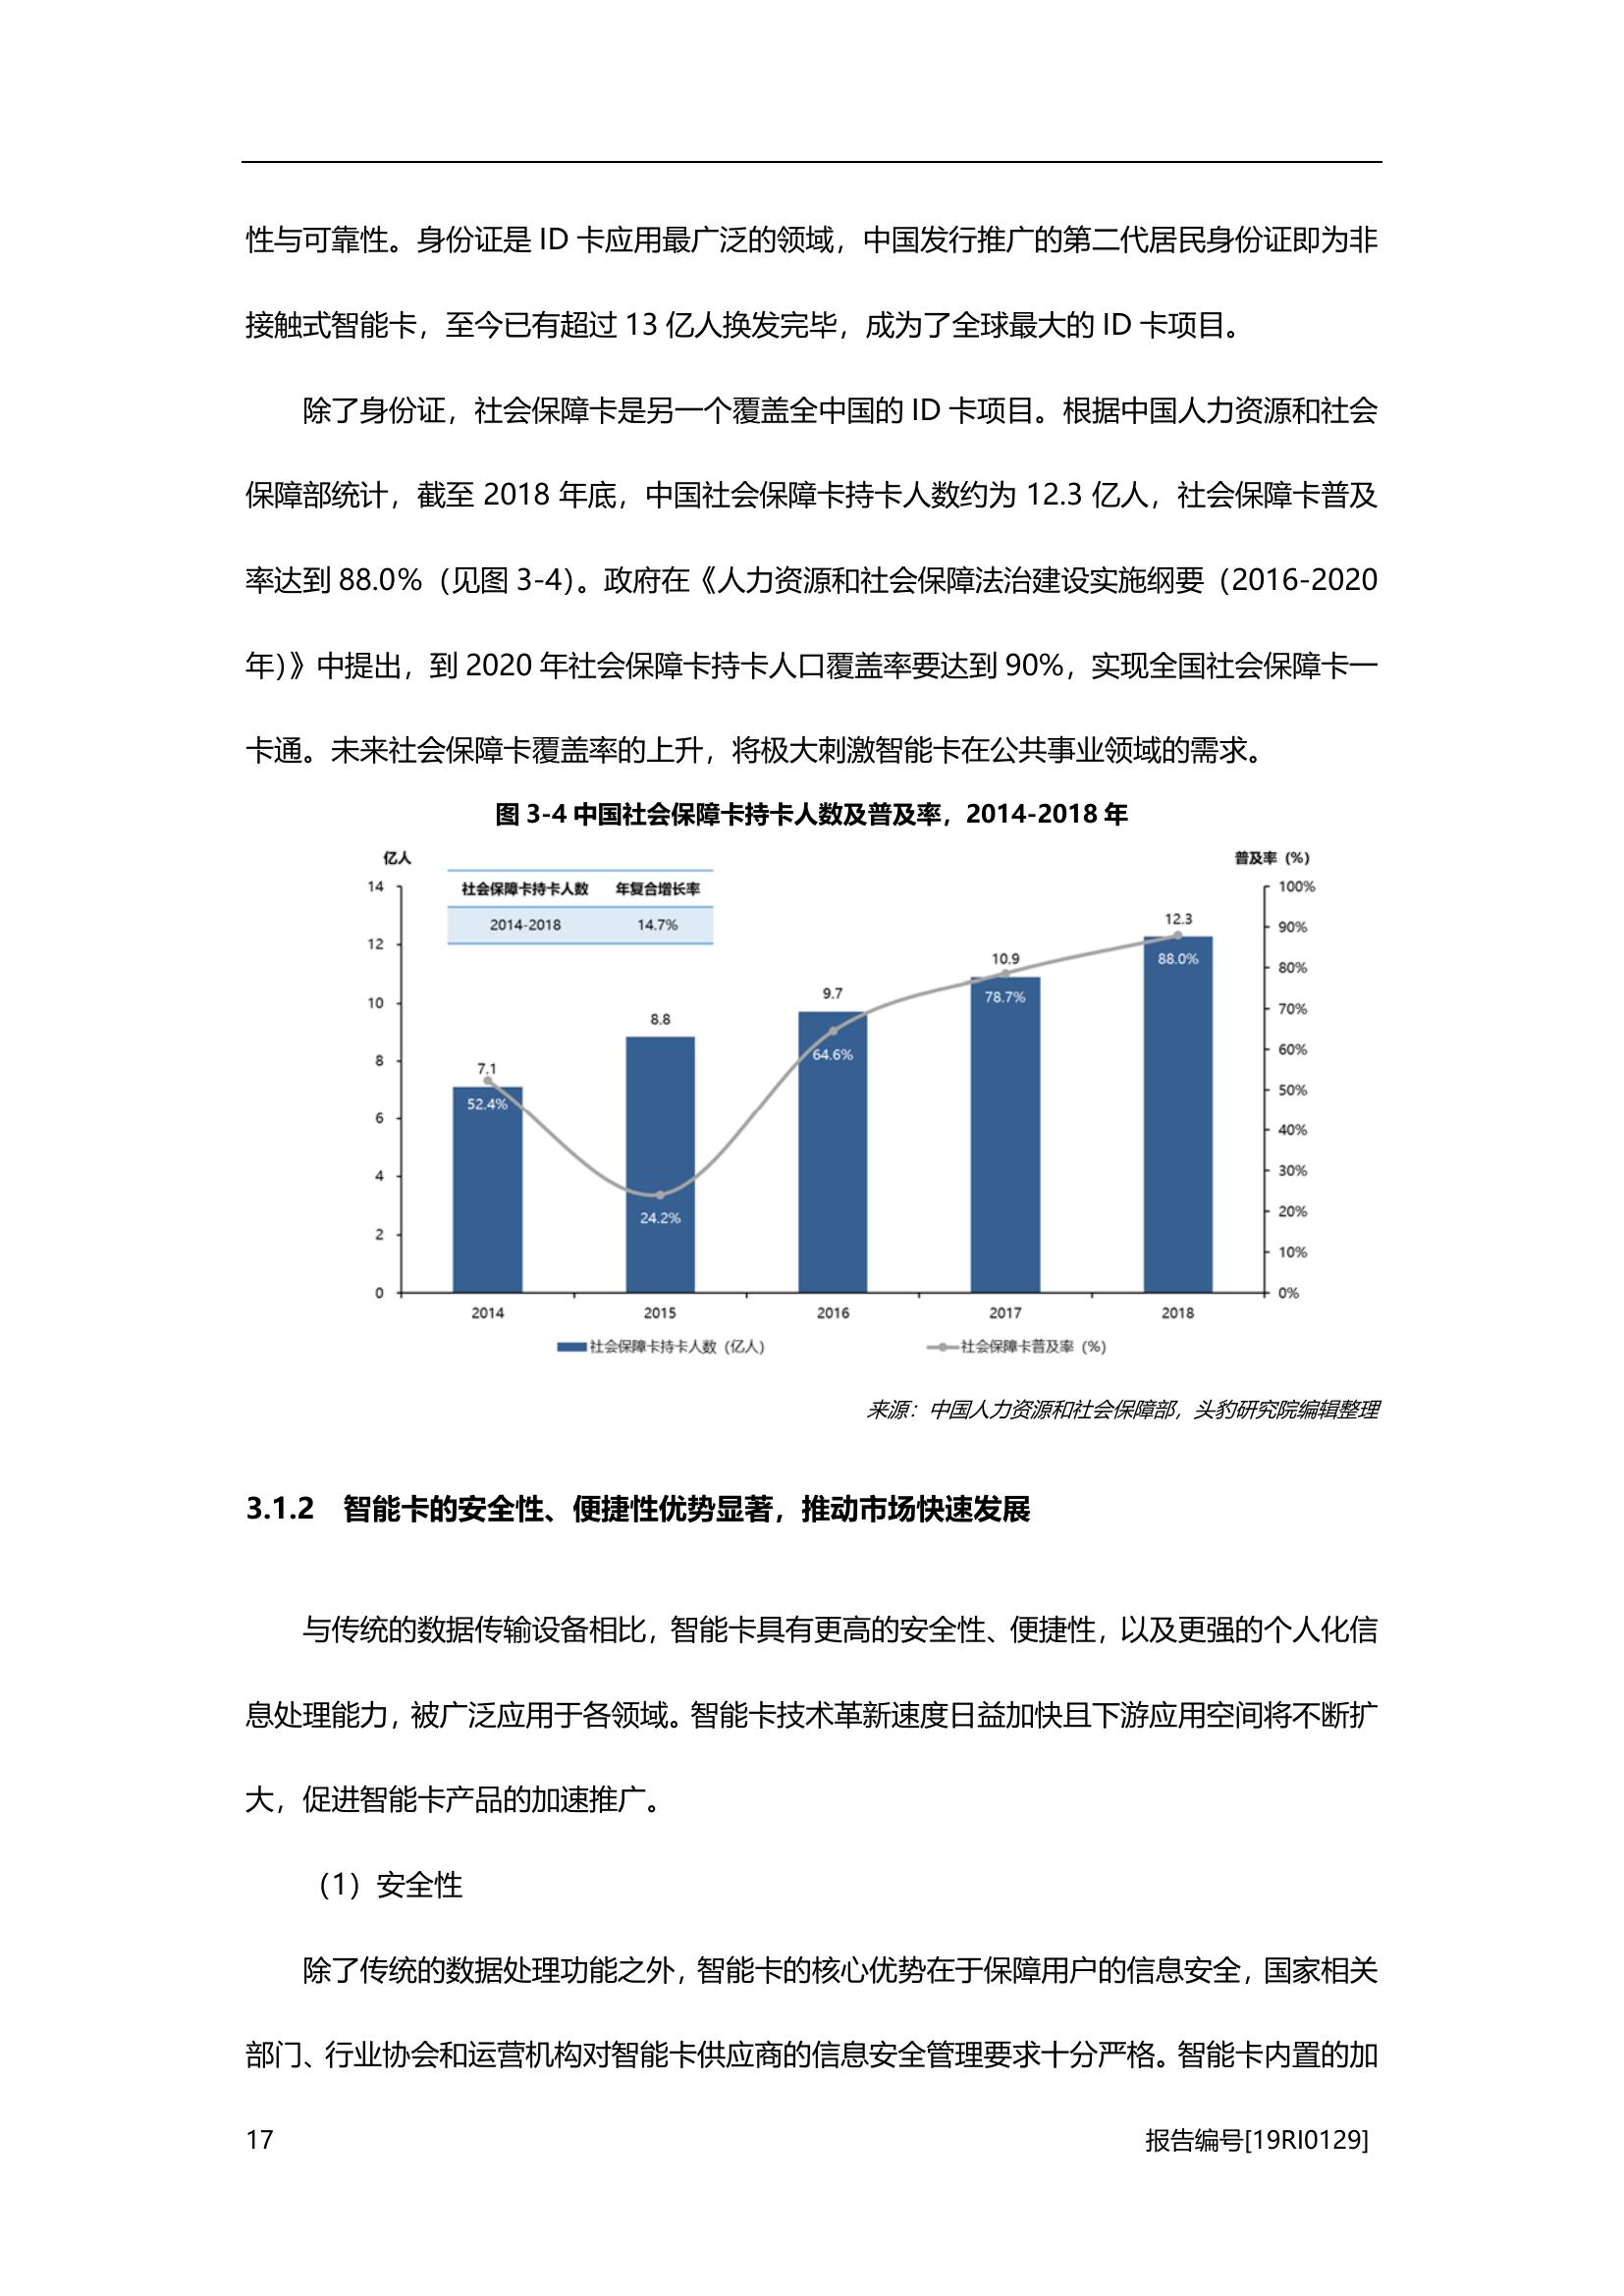 性与可靠性。身份证是 ID 卡应用最广泛的领域，中国发行推广的第二代居民身份证即为非
接触式智能卡，至今已有超过 13 亿人换发完毕，成为了全球最大的 ID 卡项目。
除了身份证，社会保障卡是另一个覆盖全中国的 ID 卡项目。根据中国人力资源和社会
保障部统计，截至 2018 年底，中国社会保障卡持卡人数约为 12.3 亿人，社会保障卡普及
率达到 88.0%（见图 3-4）。政府在《人力资源和社会保障法治建设实施纲要（2016-2020
年）》中提出，到 2020 年社会保障卡持卡人口覆盖率要达到 90%，实现全国社会保障卡一
卡通。未来社会保障卡覆盖率的上升，将极大刺激智能卡在公共事业领域的需求。
图 3-4 中国社会保障卡持卡人数及普及率，2014-2018 年
亿人 普及率（%）
社会保障卡持卡人数 年复合增长率
2014-2018 14.7%
14
12
10
8
6
4
2
0
7.1
8.8
9.7
10.9
12.3
52.4%
24.2%
64.6%
78.7%
88.0%
100%
90%
80%
70%
60%
50%
40%
30%
20%
10%
0%
2014 2015 2016 2017 2018
社会保障卡持卡人数（亿人） 社会保障卡普及率（%）
来源：中国人力资源和社会保障部，头豹研究院编辑整理
3.1.2 智能卡的安全性、便捷性优势显著，推动市场快速发展
与传统的数据传输设备相比，智能卡具有更高的安全性、便捷性，以及更强的个人化信
息处理能力，被广泛应用于各领域。智能卡技术革新速度日益加快且下游应用空间将不断扩
大，促进智能卡产品的加速推广。
（1）安全性
除了传统的数据处理功能之外，智能卡的核心优势在于保障用户的信息安全，国家相关
部门、行业协会和运营机构对智能卡供应商的信息安全管理要求十分严格。智能卡内置的加
17 报告编号[19RI0129]